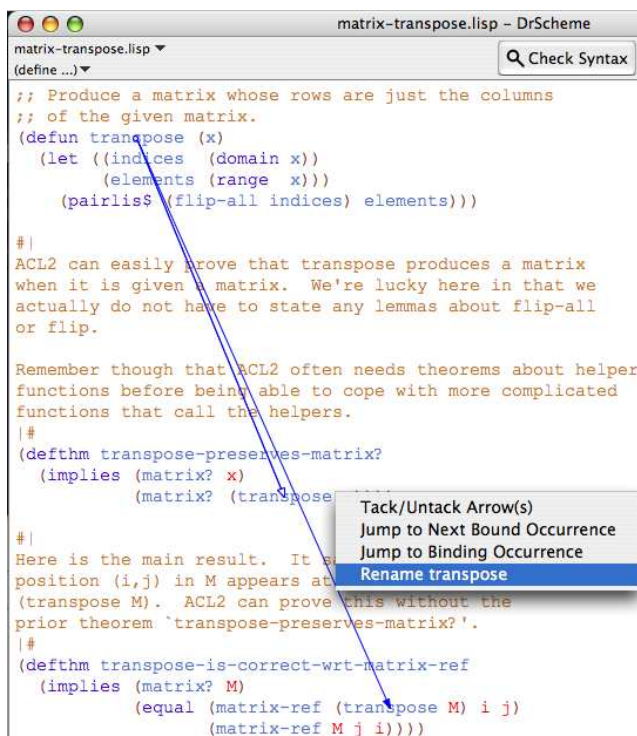 matrix-transpose.lisp – DrScheme
matrix-transpose.lisp
(define ...)
Check Syntax
;; Produce a matrix whose rows are just the columns
;; of the given matrix.
(defun transpose (x)
(let ((indices (domain x))
(elements (range x)))
(pairlis$ (flip-all indices) elements)))
#|
ACL2 can easily prove that transpose produces a matrix
when it is given a matrix. We're lucky here in that we
actually do not have to state any lemmas about flip-all
or flip.
Remember though that ACL2 often needs theorems about helper
functions before being able to cope with more complicated
functions that call the helpers.
|#
(defthm transpose-preserves-matrix?
(implies (matrix? x)
(matrix? (transpose
Tack/Untack Arrow(s)
Jump to Next Bound Occurrence
Jump to Binding Occurrence
Rename transpose
#|
Here is the main result. It
position (i,j) in M appears at
(transpose M). ACL2 can prove this without the
prior theorem `transpose-preserves-matrix?'.
|#
(defthm transpose-is-correct-wrt-matrix-ref
(implies (matrix? M)
(equal (matrix-ref (transpose M) i j)
(matrix-ref M j i))))